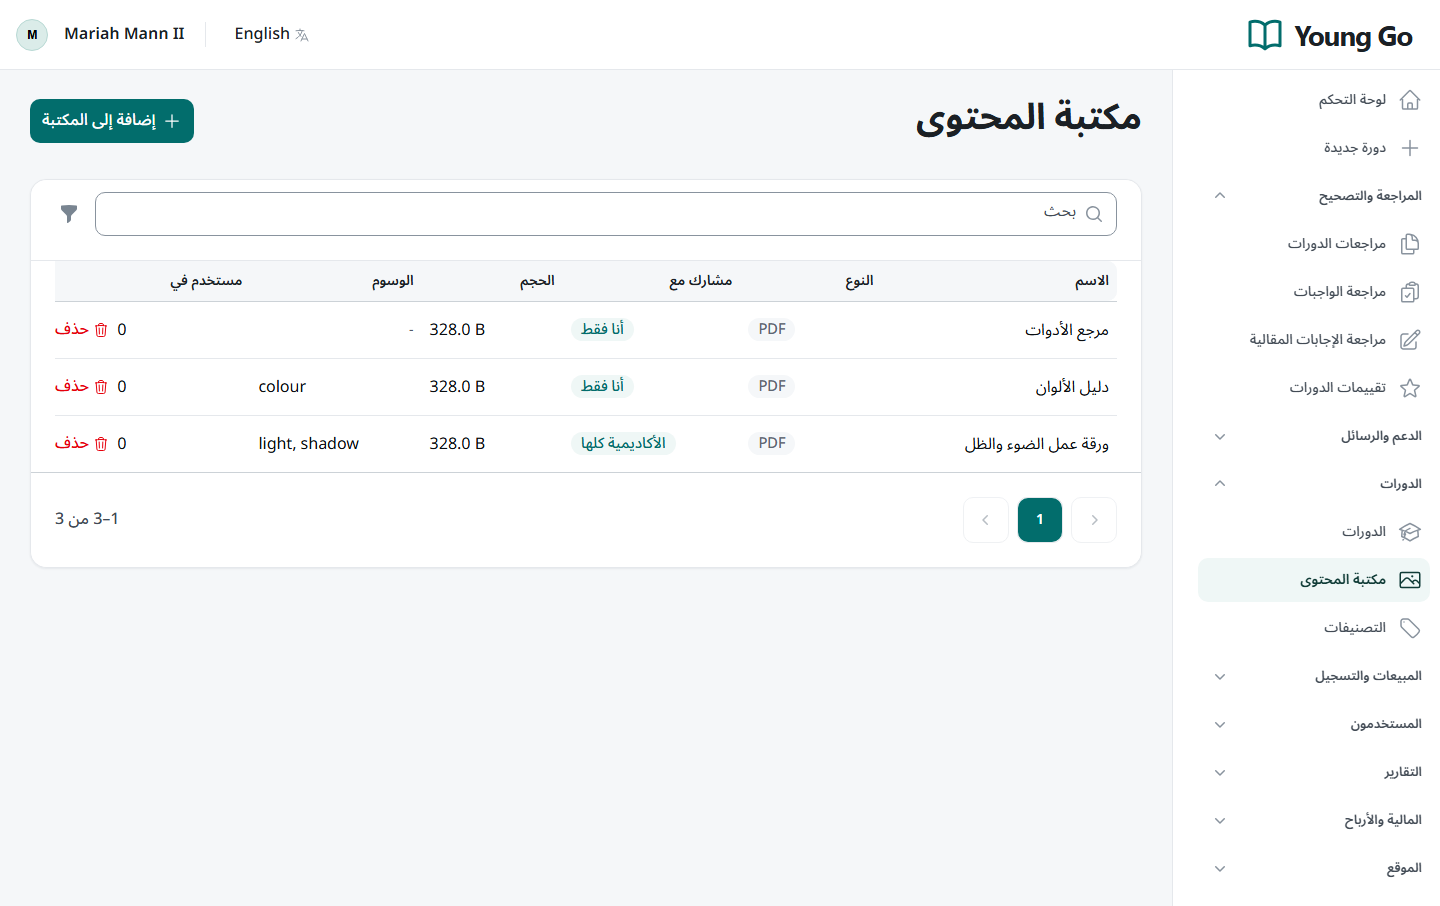 Young Go
English
Mariah Mann II
M
لوحة التحكم
دورة جديدة
المراجعة والتصحيح
مراجعات الدورات
مراجعة الواجبات
مراجعة الإجابات المقالية
تقييمات الدورات
الدعم والرسائل
الدورات
الدورات
مكتبة المحتوى
التصنيفات
المبيعات والتسجيل
المستخدمون
التقارير
المالية والأرباح
الموقع
مكتبة المحتوى
إضافة إلى المكتبة
بحث
الاسم النوع مشارك مع الحجم الوسوم مستخدم في
مرجع الأدوات PDF أنا فقط 328.0 B - 0 حذف
دليل الألوان PDF أنا فقط 328.0 B colour 0 حذف
ورقة عمل الضوء والظل PDF الأكاديمية كلها 328.0 B light, shadow 0 حذف
1
1–3 من 3